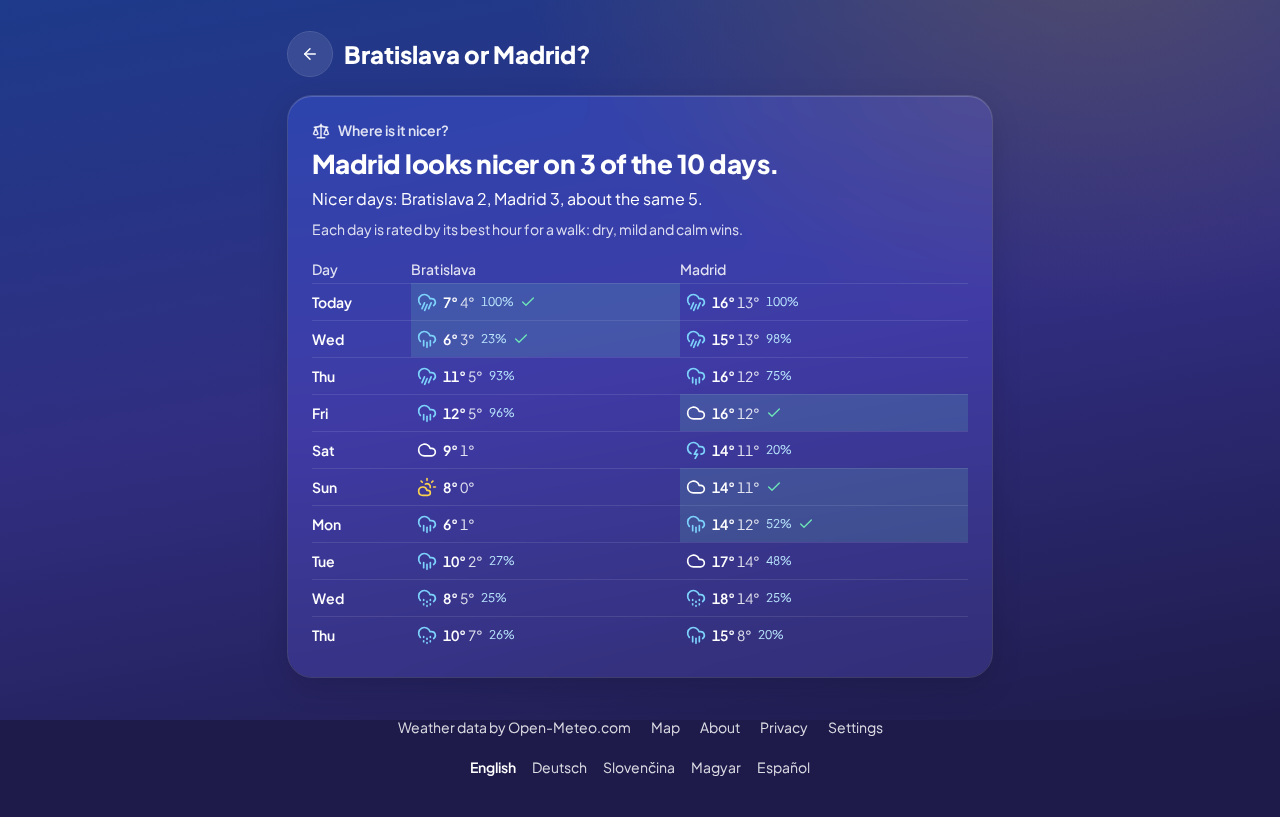 Bratislava or Madrid?
Where is it nicer?
Madrid looks nicer on 3 of the 10 days.
Nicer days: Bratislava 2, Madrid 3, about the same 5.
Each day is rated by its best hour for a walk: dry, mild and calm wins.
Day Bratislava Madrid
Today 7° 4° 100% 16° 13° 100%
Wed 6° 3° 23% 15° 13° 98%
Thu 11° 5° 93% 16° 12° 75%
Fri 12° 5° 96% 16° 12°
Sat 9° 1° 14° 11° 20%
Sun 8° 0° 14° 11°
Mon 6° 1° 14° 12° 52%
Tue 10° 2° 27% 17° 14° 48%
Wed 8° 5° 25% 18° 14° 25%
Thu 10° 7° 26% 15° 8° 20%
Weather data by Open-Meteo.com Map About Privacy Settings
English Deutsch Slovenčina Magyar Español